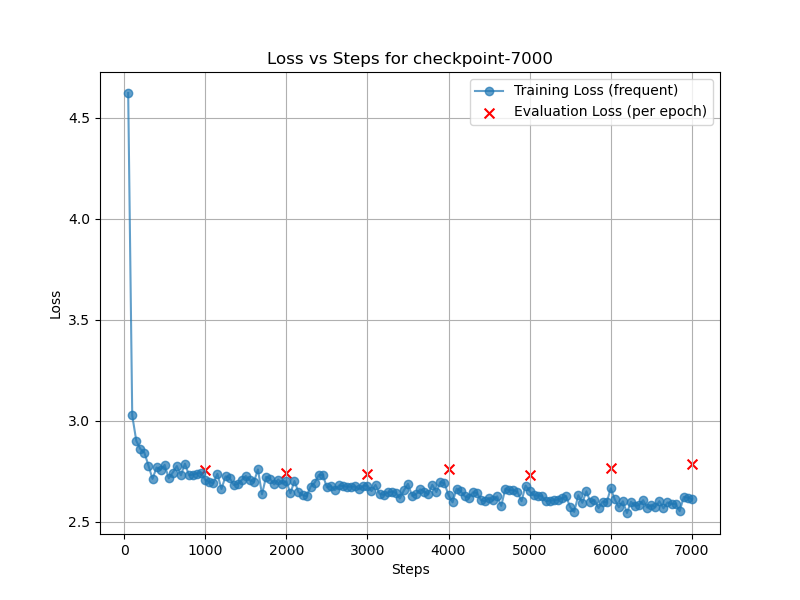 Loss vs Steps for checkpoint-7000
Training Loss (frequent)
Evaluation Loss (per epoch)
Loss
4.5
4.0
3.5
3.0
2.5
0 1000 2000 3000 4000 5000 6000 7000
Steps